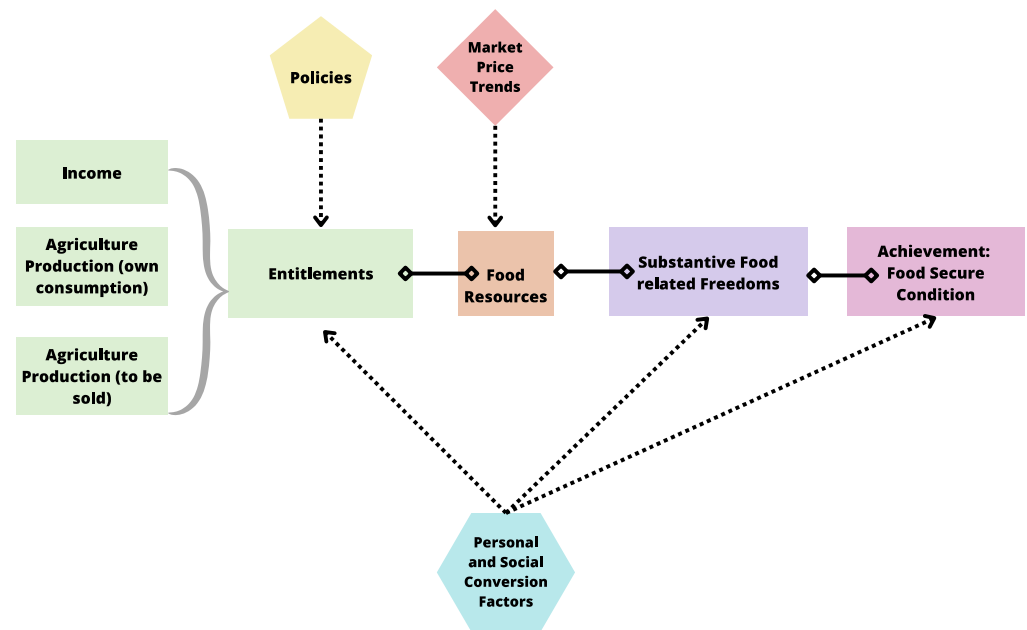 Policies
Market
Price
Trends
Income
Agriculture
Production (own
consumption)
Agriculture
Production (to be
sold)
Entitlements
Food
Resources
Substantive Food
related Freedoms
Achievement:
Food Secure
Condition
Personal
and Social
Conversion
Factors